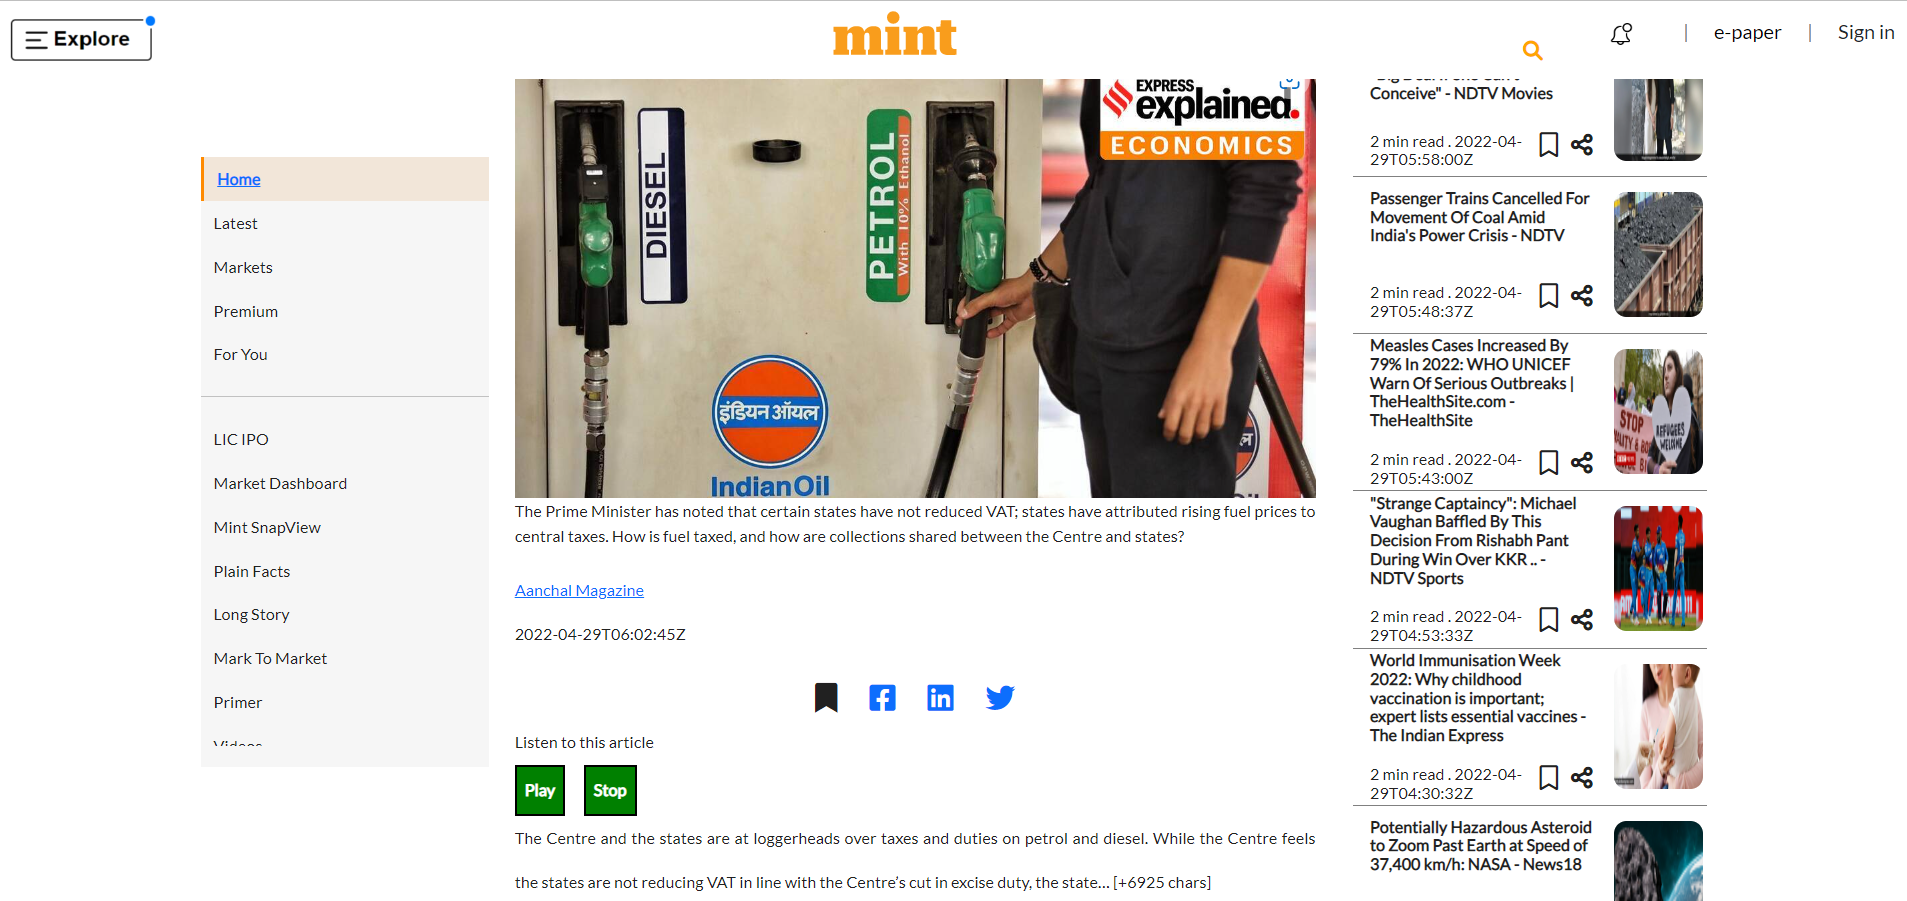 Explore
mint
e-paper
Sign in
Home
Latest
Markets
Premium
For You
LIC IPO
Market Dashboard
Mint SnapView
Plain Facts
Long Story
Mark To Market
Primer
Videos
EXPRESS
explained.
ECONOMICS
DIESEL
PETROL
With 10% Ethanol
इंडियन ऑयल
IndianOil
The Prime Minister has noted that certain states have not reduced VAT; states have attributed rising fuel prices to
central taxes. How is fuel taxed, and how are collections shared between the Centre and states?
Aanchal Magazine
2022-04-29T06:02:45Z
Listen to this article
Play
Stop
The Centre and the states are at loggerheads over taxes and duties on petrol and diesel. While the Centre feels
the states are not reducing VAT in line with the Centre’s cut in excise duty, the state… [+6925 chars]
Conceive" - NDTV Movies
2 min read . 2022-04-
29T05:58:00Z
Passenger Trains Cancelled For
Movement Of Coal Amid
India's Power Crisis - NDTV
2 min read . 2022-04-
29T05:48:37Z
Measles Cases Increased By
79% In 2022: WHO UNICEF
Warn Of Serious Outbreaks |
TheHealthSite.com -
TheHealthSite
2 min read . 2022-04-
29T05:43:00Z
STOP
REFUGEES
WELCOME
"Strange Captaincy": Michael
Vaughan Baffled By This
Decision From Rishabh Pant
During Win Over KKR .. -
NDTV Sports
2 min read . 2022-04-
29T04:53:33Z
World Immunisation Week
2022: Why childhood
vaccination is important;
expert lists essential vaccines -
The Indian Express
2 min read . 2022-04-
29T04:30:32Z
Potentially Hazardous Asteroid
to Zoom Past Earth at Speed of
37,400 km/h: NASA - News18